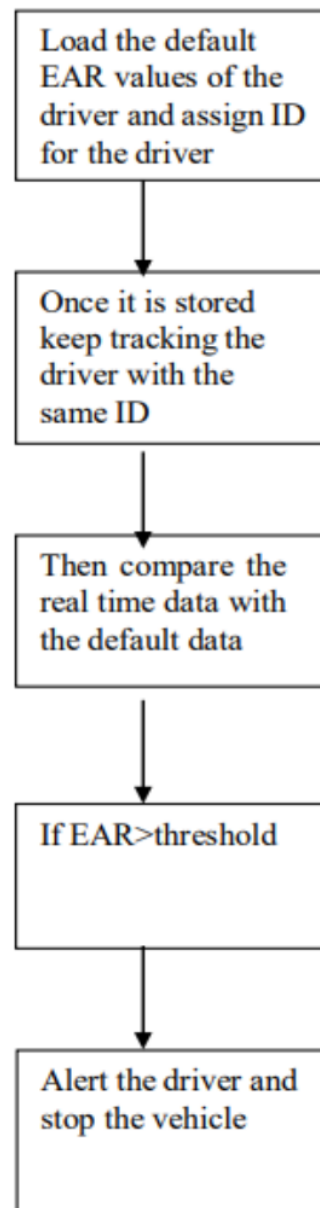 Load the default
EAR values of the
driver and assign ID
for the driver
Once it is stored
keep tracking the
driver with the
same ID
Then compare the
real time data with
the default data
If EAR>threshold
Alert the driver and
stop the vehicle